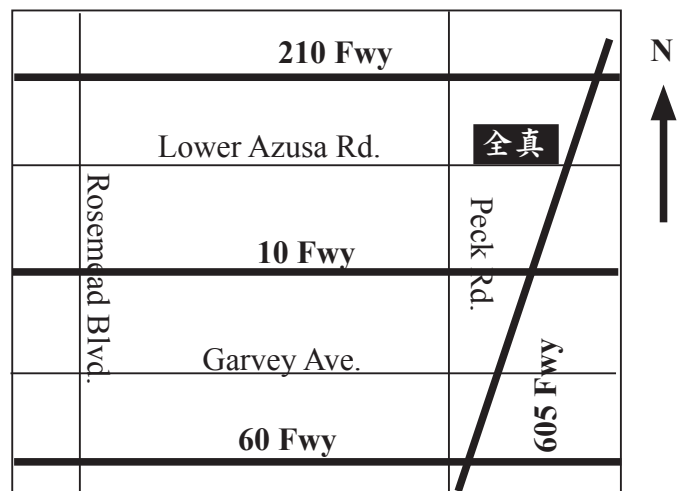 210 Fwy
N
Lower Azusa Rd.
全真
Rosemead Blvd.
Peck Rd.
10 Fwy
Garvey Ave.
605 Fwy
60 Fwy